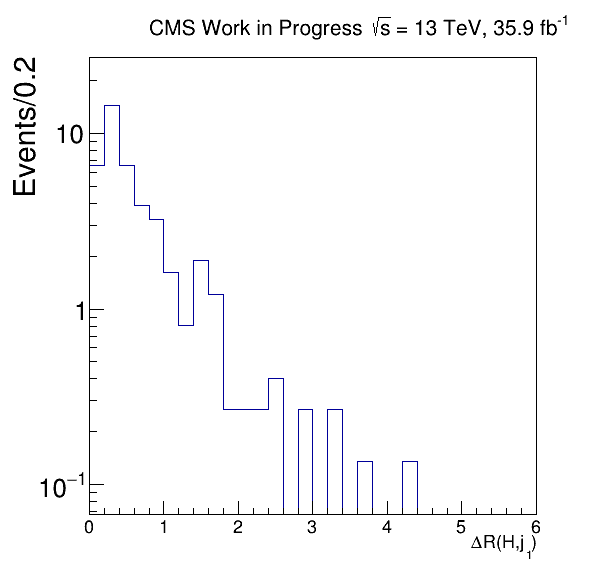 CMS Work in Progress √s = 13 TeV, 35.9 fb⁻¹
Events/0.2
10
1
10⁻¹
0 1 2 3 4 5 6
ΔR(H,j₁)